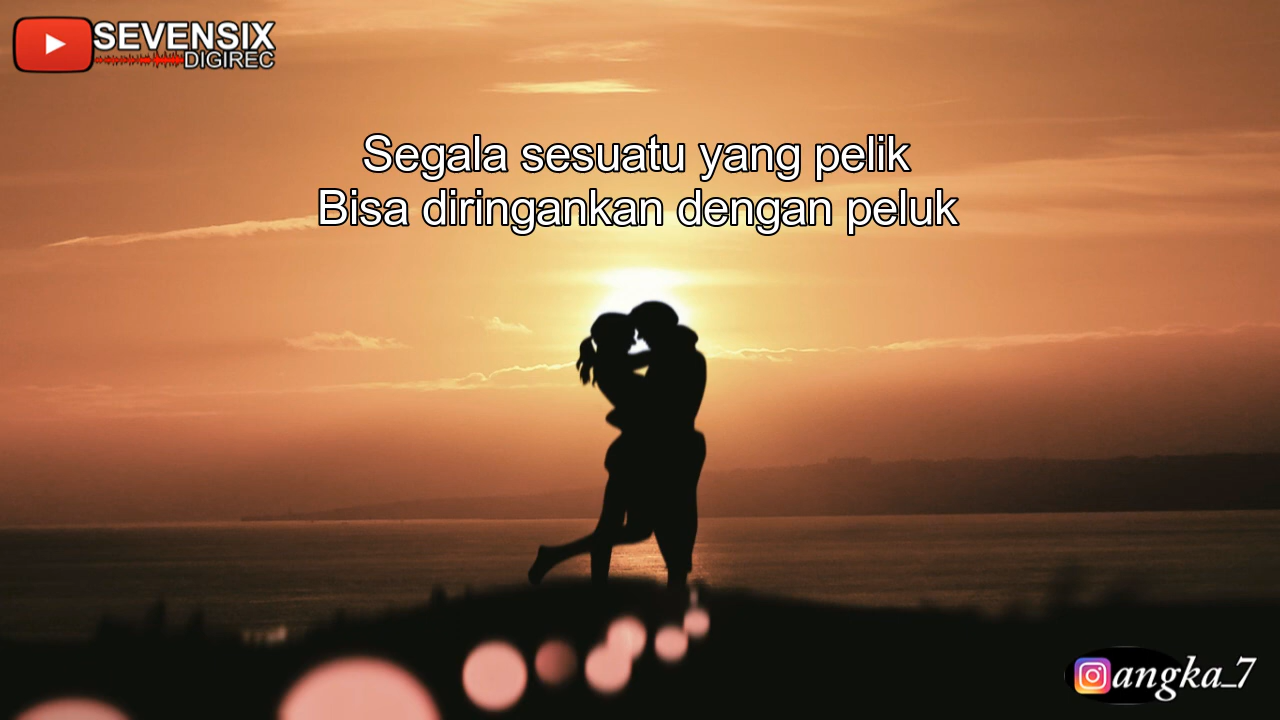 SEVENSIX
DIGIREC
Segala sesuatu yang pelik
Bisa diringankan dengan peluk
angka_7